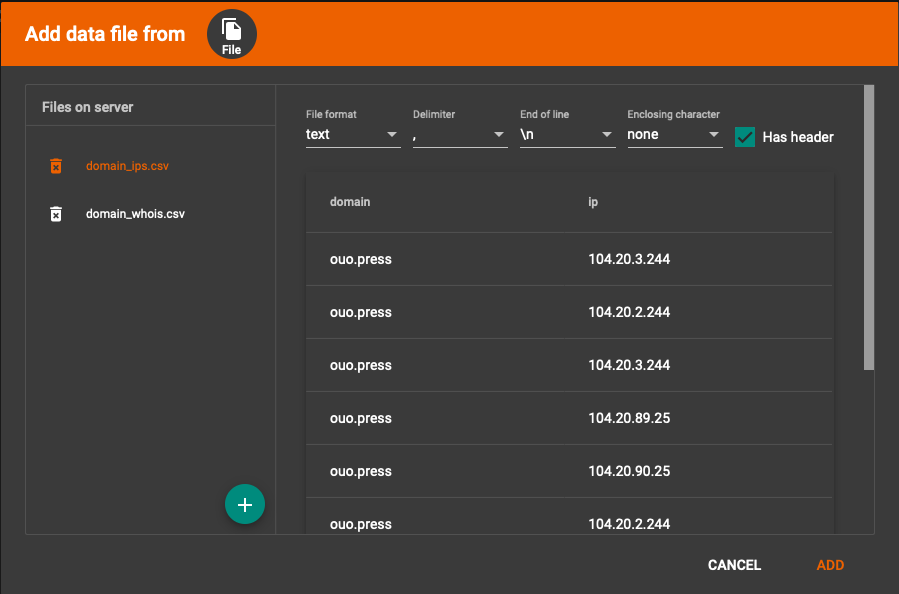 Add data file from
File
Files on server
domain_ips.csv
domain_whois.csv
File format
text
Delimiter
,
End of line
\n
Enclosing character
none
Has header
domain ip
ouo.press 104.20.3.244
ouo.press 104.20.2.244
ouo.press 104.20.3.244
ouo.press 104.20.89.25
ouo.press 104.20.90.25
ouo.press 104.20.2.244
CANCEL ADD